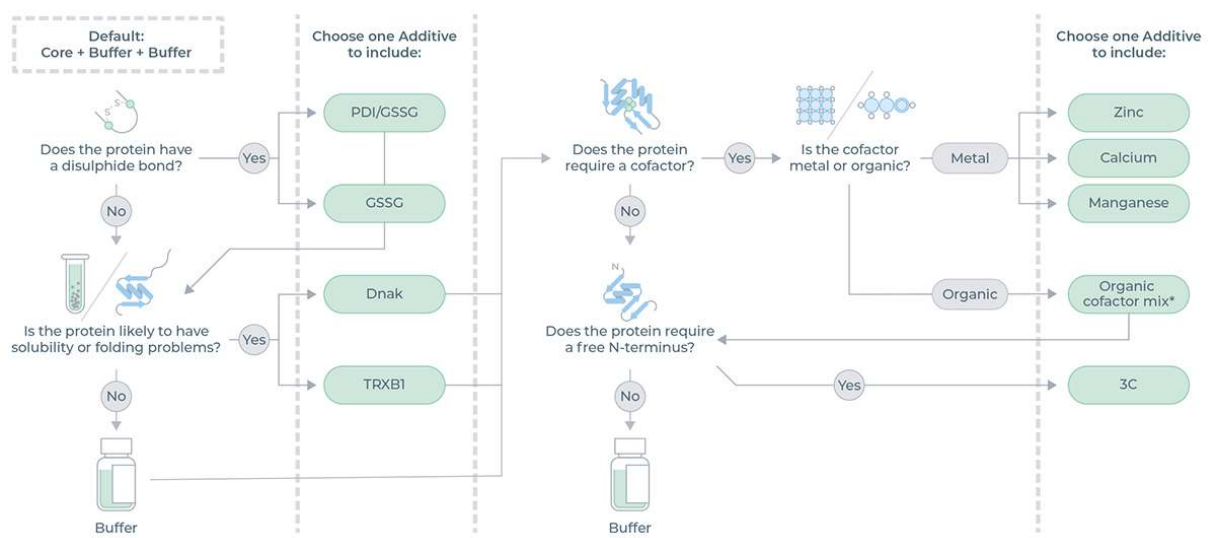 Default:
Core + Buffer + Buffer
Choose one Additive
to include:
S
S
Does the protein have
a disulphide bond?
Yes
PDI/GSSG
GSSG
No
Is the protein likely to have
solubility or folding problems?
Yes
Dnak
TRXB1
No
Buffer
Does the protein
require a cofactor?
Yes
Is the cofactor
metal or organic?
Metal
Choose one Additive
to include:
Zinc
Calcium
Manganese
No
Organic
Organic
cofactor mix*
N
Does the protein require
a free N-terminus?
Yes
3C
No
Buffer